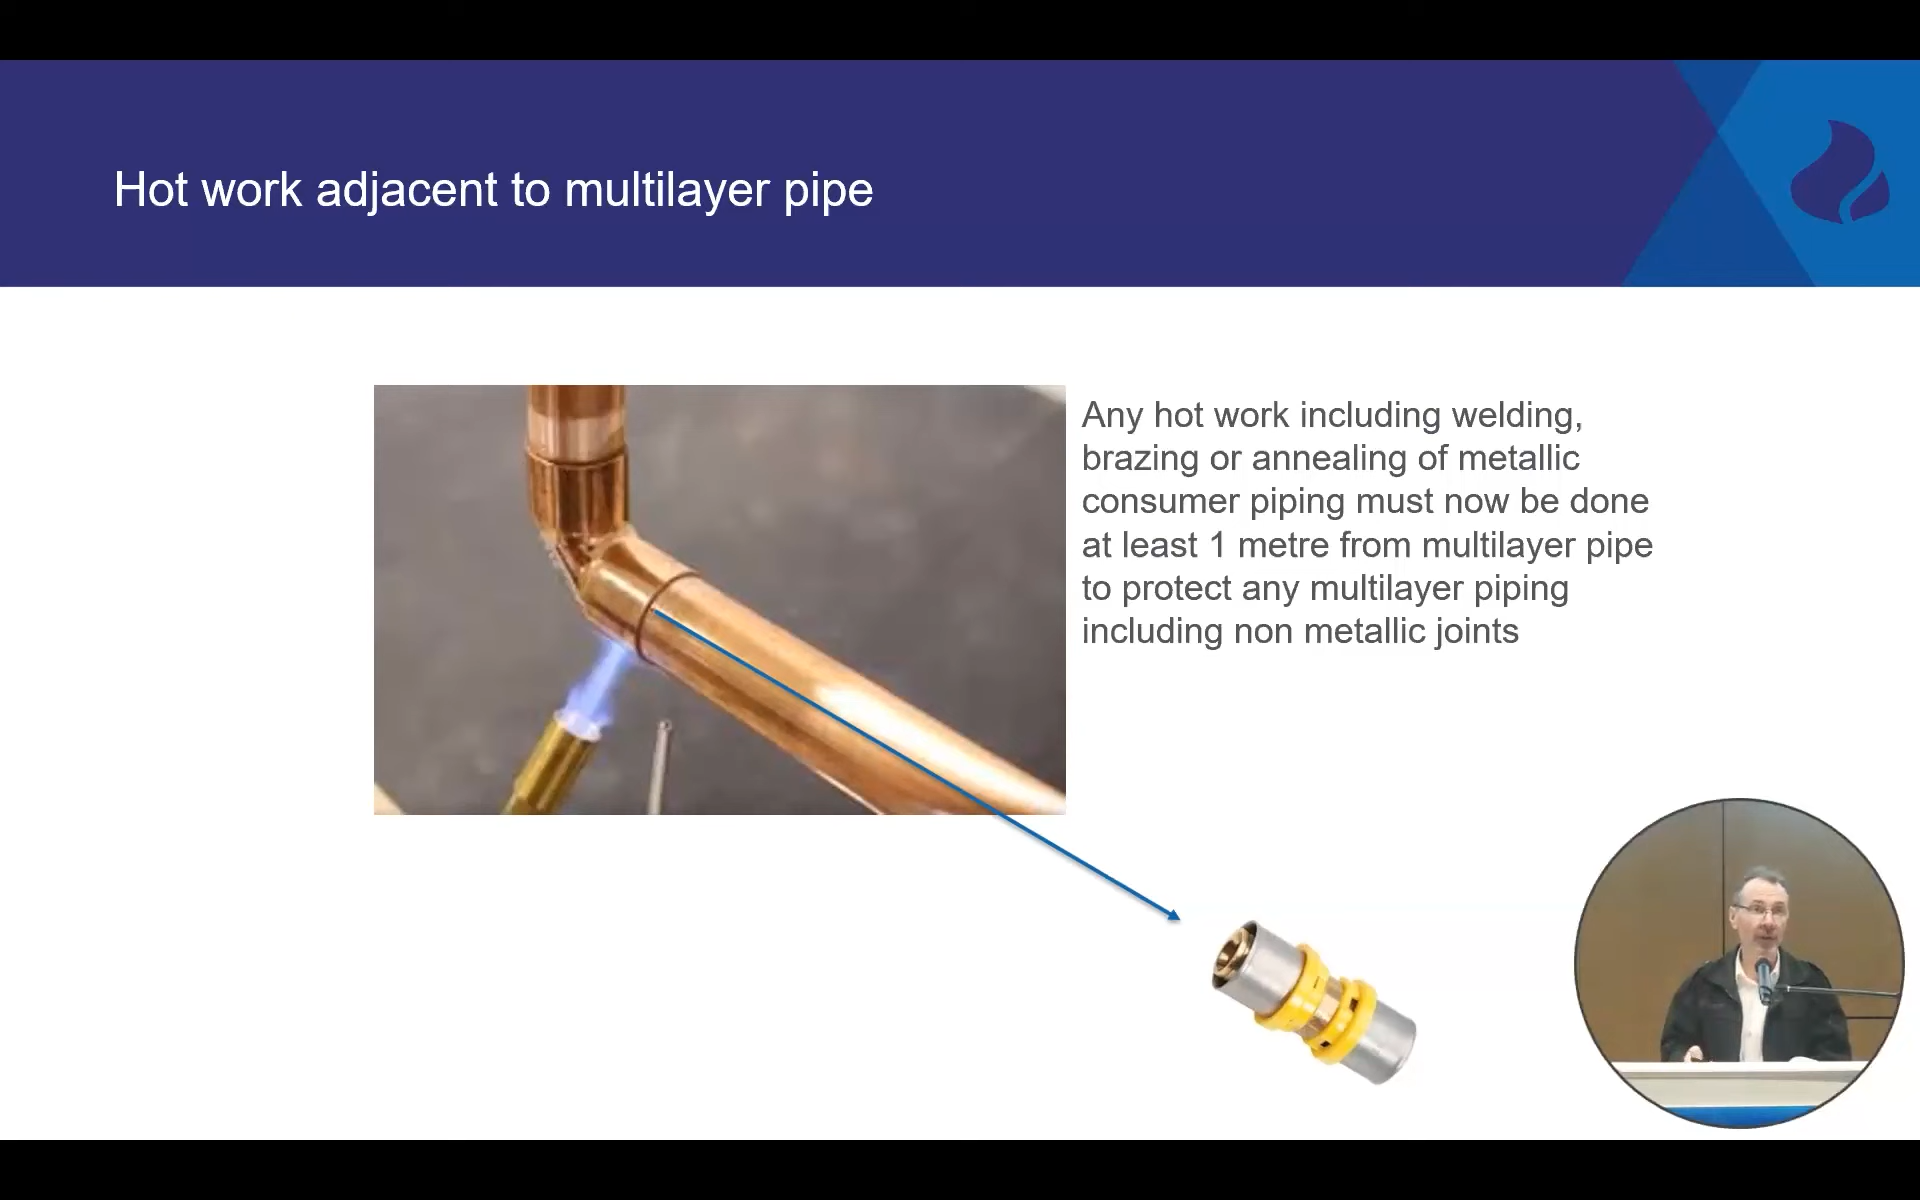 Hot work adjacent to multilayer pipe
Any hot work including welding,
brazing or annealing of metallic
consumer piping must now be done
at least 1 metre from multilayer pipe
to protect any multilayer piping
including non metallic joints